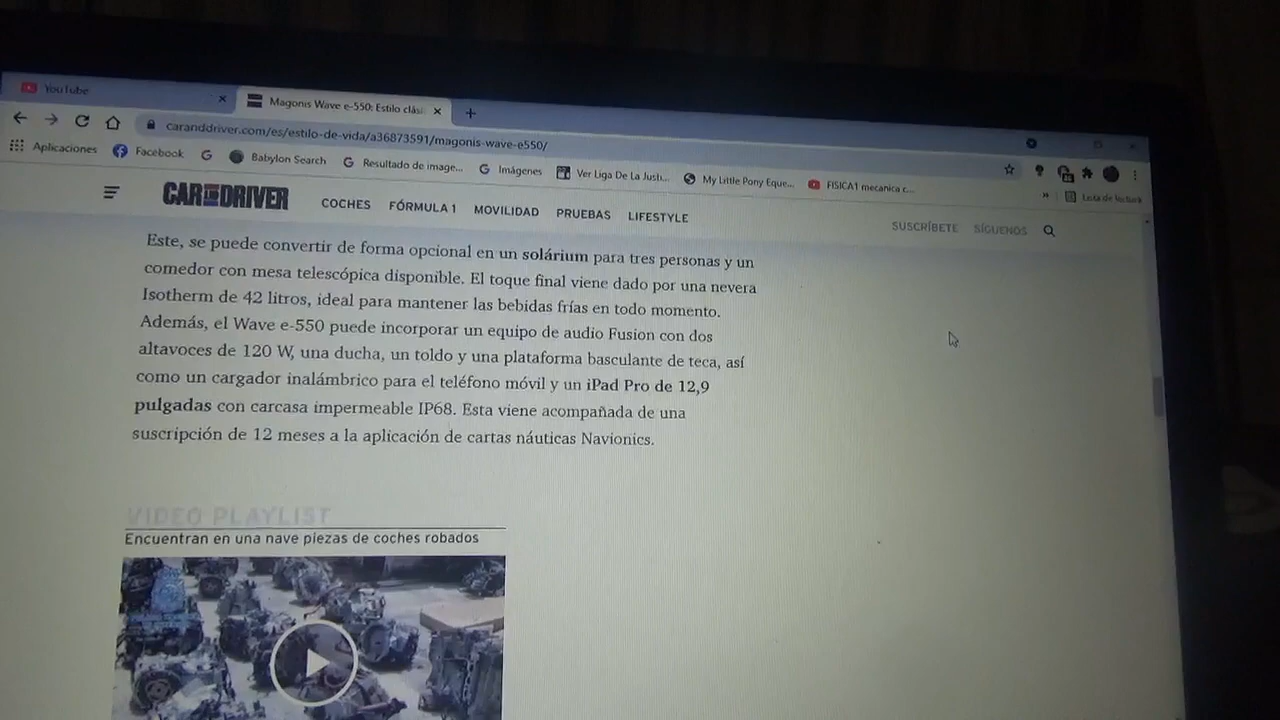 YouTube
Magonis Wave e-550: Estilo clás
caranddriver.com/es/estilo-de-vida/a36873591/magonis-wave-e550/
Aplicaciones Facebook Babylon Search Resultado de image... Imágenes Ver Liga De La Justi... My Little Pony Eque... FISICA1 mecanica c... » Lista de lectura
CAR AND DRIVER COCHES FÓRMULA 1 MOVILIDAD PRUEBAS LIFESTYLE SUSCRÍBETE SÍGUENOS
Este, se puede convertir de forma opcional en un solárium para tres personas y un
comedor con mesa telescópica disponible. El toque final viene dado por una nevera
Isotherm de 42 litros, ideal para mantener las bebidas frías en todo momento.
Además, el Wave e-550 puede incorporar un equipo de audio Fusion con dos
altavoces de 120 W, una ducha, un toldo y una plataforma basculante de teca, así
como un cargador inalámbrico para el teléfono móvil y un iPad Pro de 12,9
pulgadas con carcasa impermeable IP68. Esta viene acompañada de una
suscripción de 12 meses a la aplicación de cartas náuticas Navionics.
VIDEO PLAYLIST
Encuentran en una nave piezas de coches robados